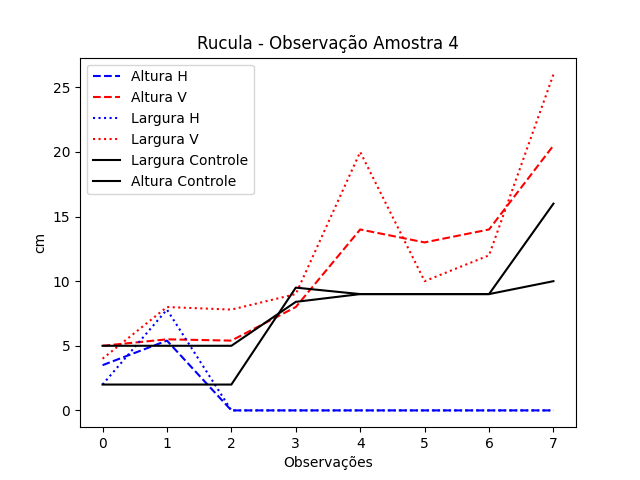 Rucula - Observação Amostra 4
Altura H
Altura V
Largura H
Largura V
Largura Controle
Altura Controle
25
20
15
10
5
0
cm
0 1 2 3 4 5 6 7
Observações